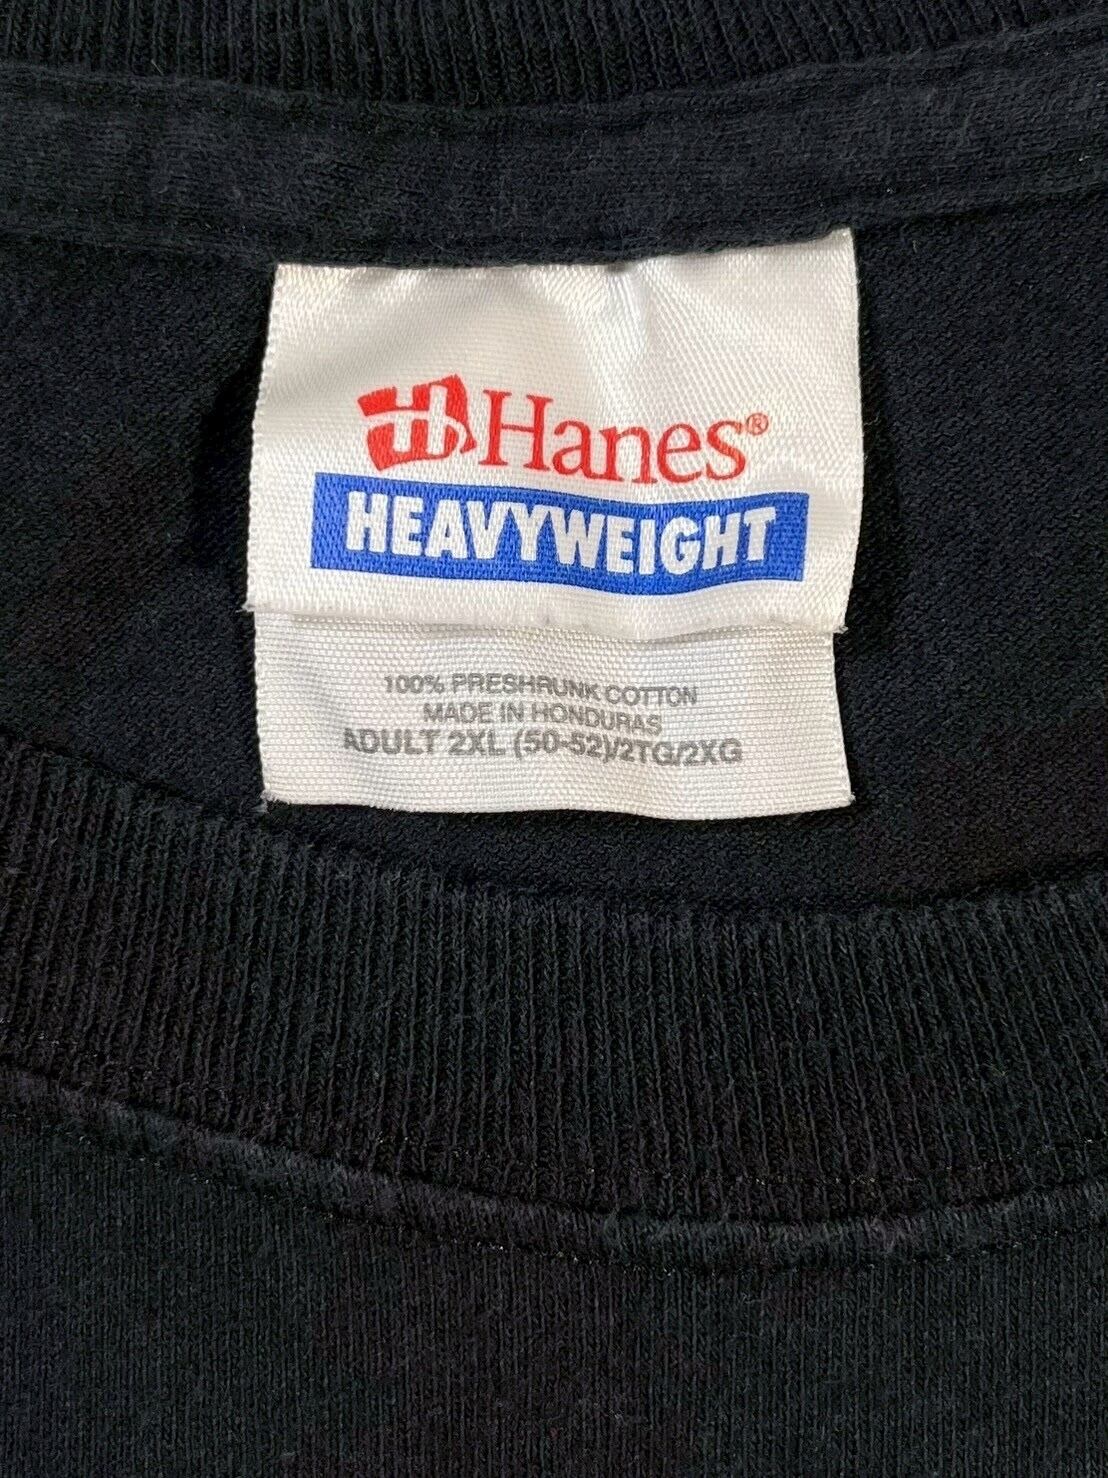 Hanes®
HEAVYWEIGHT
100% PRESHRUNK COTTON
MADE IN HONDURAS
ADULT 2XL (50-52)/2TG/2XG